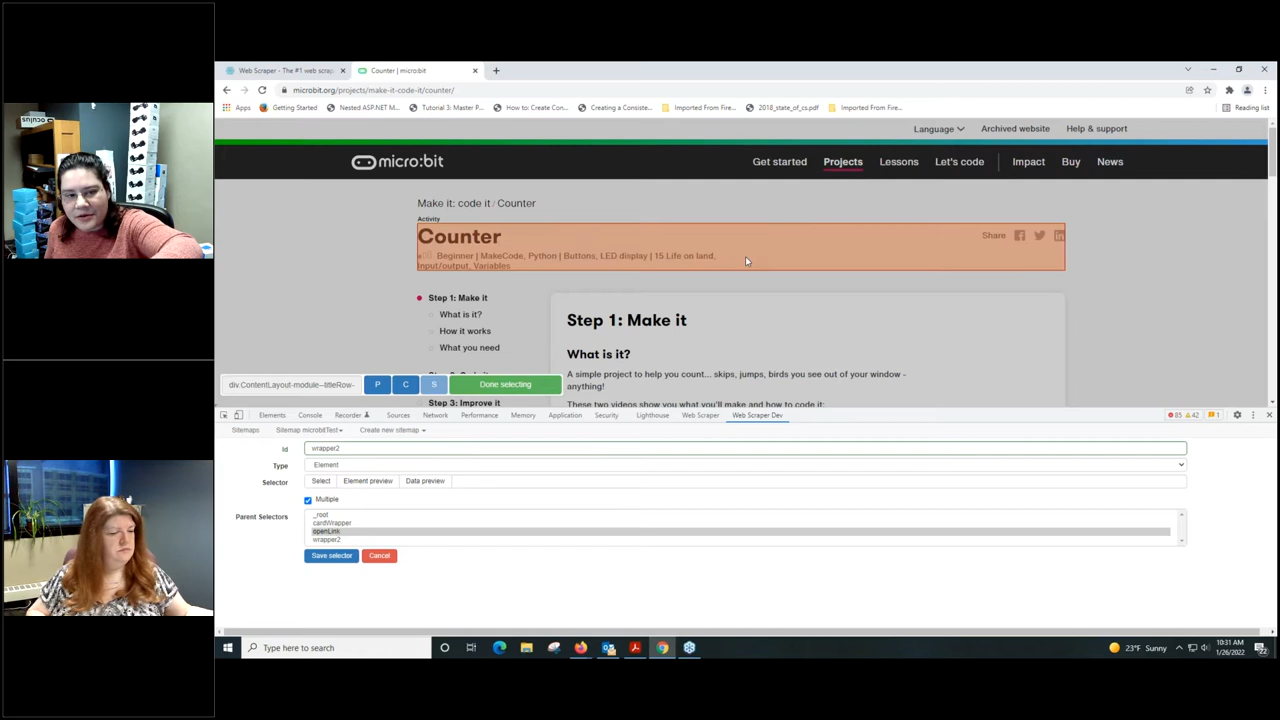 oculus
Web Scraper - The #1 web scrap
Counter | micro:bit
microbit.org/projects/make-it-code-it/counter/
Apps
Getting Started
Nested ASP.NET M...
Tutorial 3: Master P...
How to: Create Con...
Creating a Consiste...
Imported From Fire...
2018_state_of_cs.pdf
Imported From Fire...
Reading list
Language
Archived website
Help & support
micro:bit
Get started
Projects
Lessons
Let's code
Impact
Buy
News
Make it: code it / Counter
Activity
Counter
Share
Beginner | MakeCode, Python | Buttons, LED display | 15 Life on land,
Input/output, Variables
Step 1: Make it
What is it?
How it works
What you need
Step 3: Improve it
Step 1: Make it
What is it?
A simple project to help you count... skips, jumps, birds you see out of your window -
anything!
These two videos show you what you'll make and how to code it:
div.ContentLayout-module--titleRow-
P
C
S
Done selecting
Elements
Console
Recorder
Sources
Network
Performance
Memory
Application
Security
Lighthouse
Web Scraper
Web Scraper Dev
85
42
1
Sitemaps
Sitemap microbitTest
Create new sitemap
Id
wrapper2
Type
Element
Selector
Select
Element preview
Data preview
Multiple
Parent Selectors
_root
cardWrapper
openLink
wrapper2
Save selector
Cancel
Type here to search
23°F Sunny
10:31 AM
1/26/2022
22